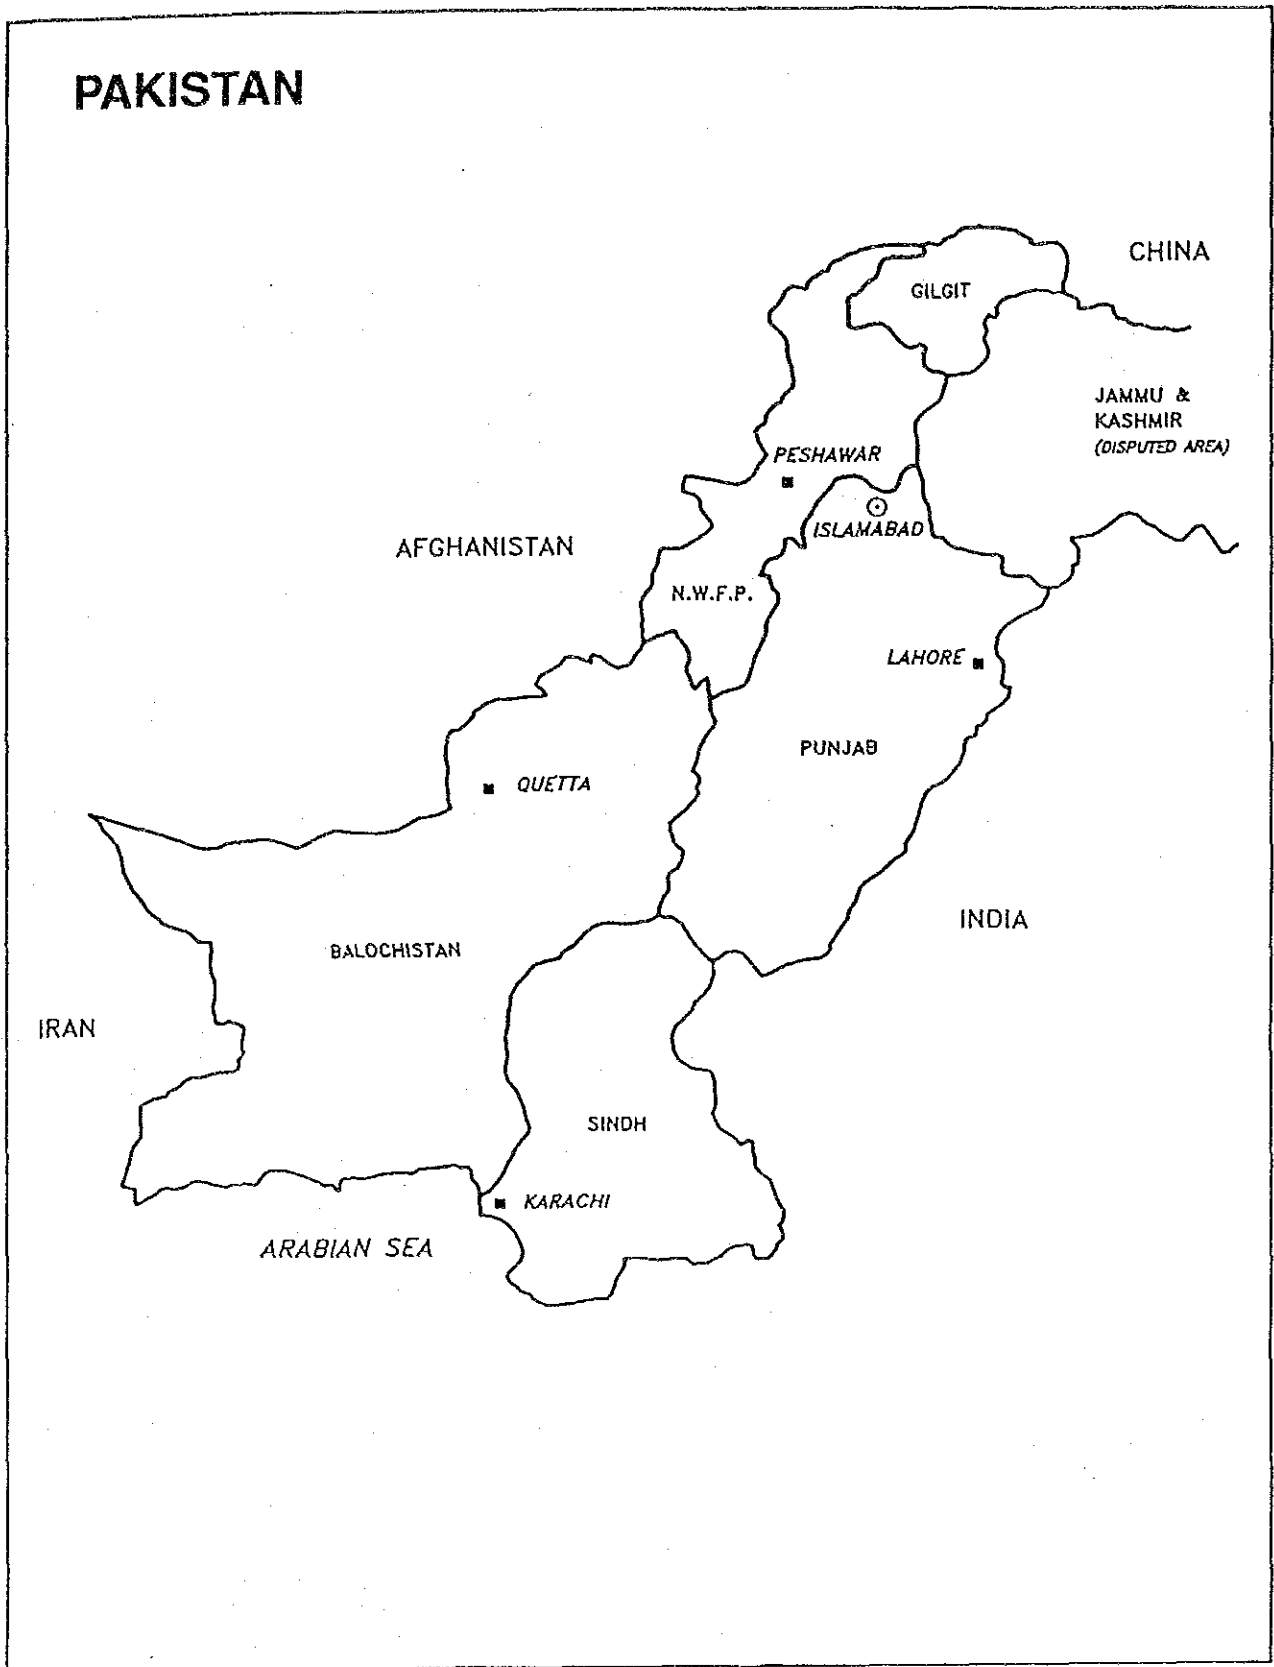 PAKISTAN
CHINA
GILGIT
JAMMU &
KASHMIR
(DISPUTED AREA)
PESHAWAR
ISLAMABAD
AFGHANISTAN
N.W.F.P.
LAHORE
PUNJAB
QUETTA
INDIA
BALOCHISTAN
IRAN
SINDH
KARACHI
ARABIAN SEA